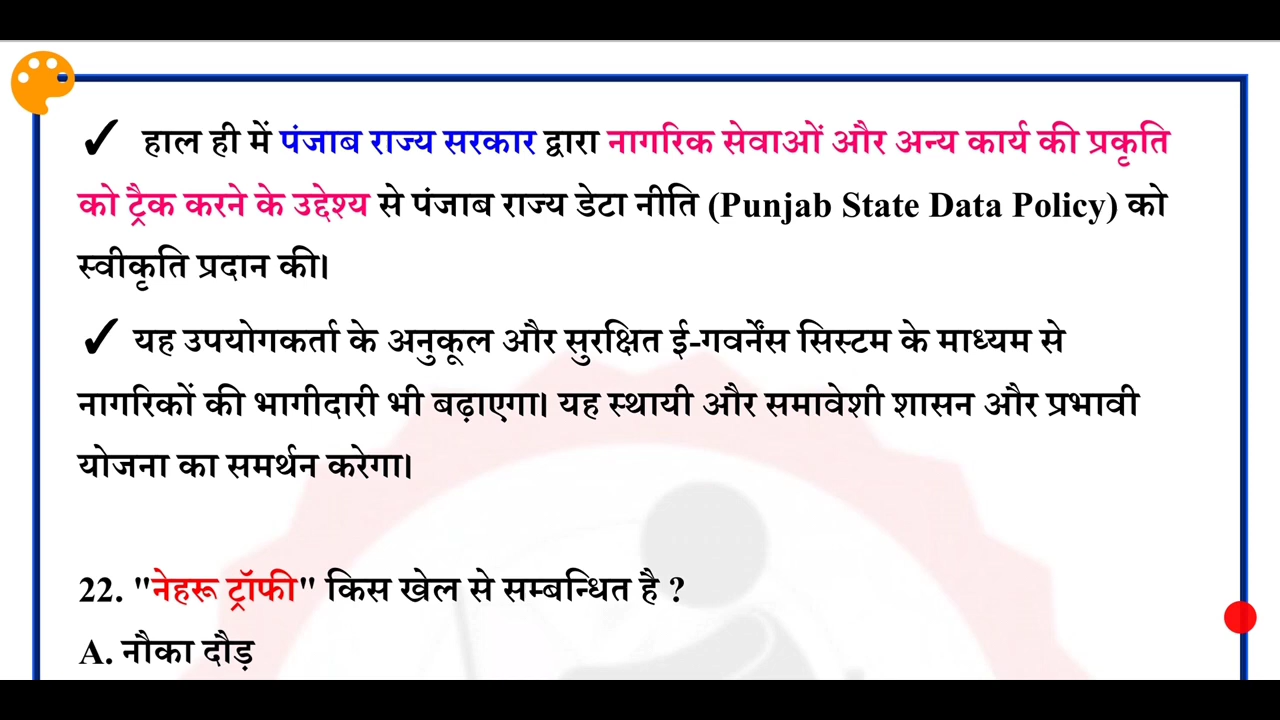 ✓ हाल ही में पंजाब राज्य सरकार द्वारा नागरिक सेवाओं और अन्य कार्य की प्रकृति
को ट्रैक करने के उद्देश्य से पंजाब राज्य डेटा नीति (Punjab State Data Policy) को
स्वीकृति प्रदान की।
✓ यह उपयोगकर्ता के अनुकूल और सुरक्षित ई-गवर्नेंस सिस्टम के माध्यम से
नागरिकों की भागीदारी भी बढ़ाएगा। यह स्थायी और समावेशी शासन और प्रभावी
योजना का समर्थन करेगा।
22. "नेहरू ट्रॉफी" किस खेल से सम्बन्धित है ?
A. नौका दौड़